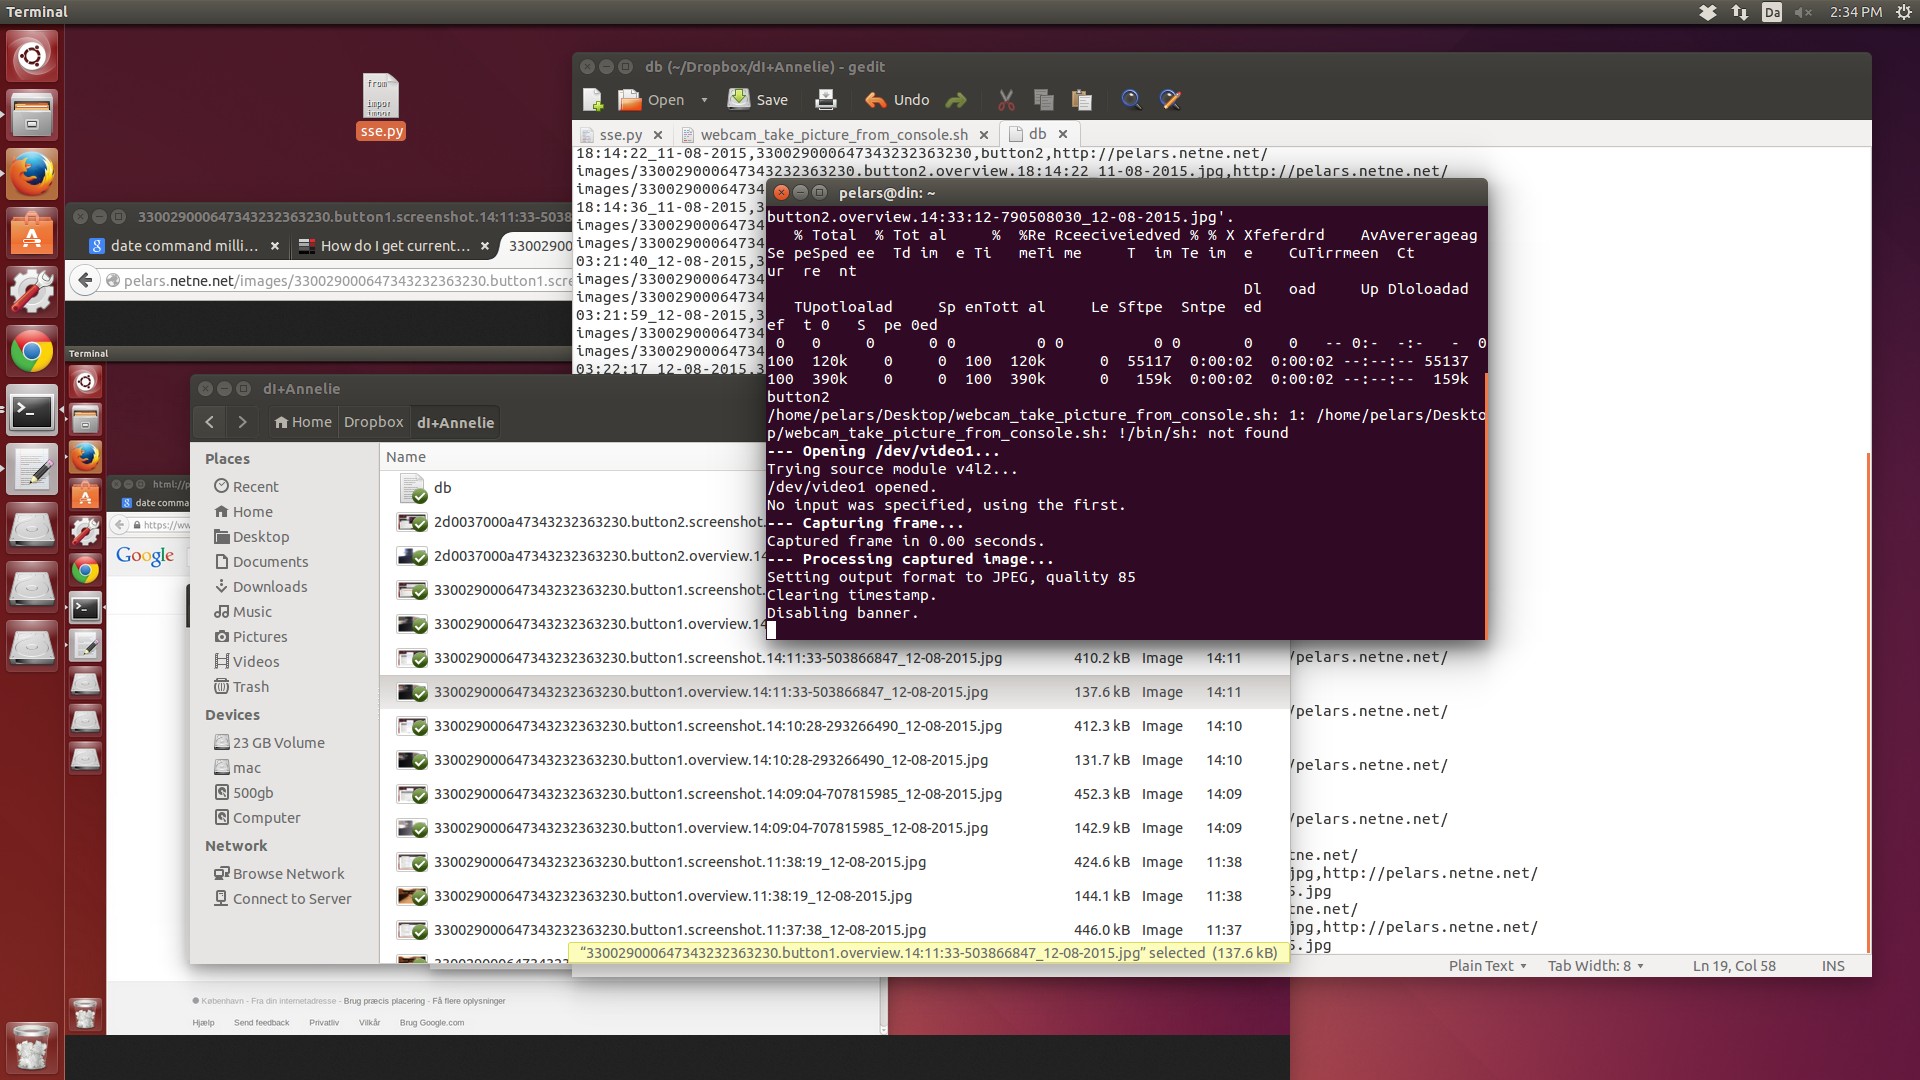 Terminal
Da
2:34 PM
from
impor
impor
sse.py
db (~/Dropbox/dI+Annelie) - gedit
Open Save Undo
sse.py webcam_take_picture_from_console.sh db
18:14:22_11-08-2015,330029000647343232363230,button2,http://pelars.netne.net/
images/330029000647343232363230.button2.overview.18:14:22_11-08-2015.jpg,http://pelars.netne.net/
images/3300290006473
18:14:36_11-08-2015,3
images/33002900064734
images/33002900064734
03:21:40_12-08-2015,3
images/33002900064734
images/33002900064734
03:21:59_12-08-2015,3
images/33002900064734
images/33002900064734
03:22:17_12-08-2015,3
330029000647343232363230.button1.screenshot.14:11:33-5038
date command milli... How do I get current... 33002900
pelars.netne.net/images/330029000647343232363230.button1.scre
Terminal
pelars@din: ~
button2.overview.14:33:12-790508030_12-08-2015.jpg'.
% Total % Tot al % %Re Rceeciveiedved % % X Xfeferdrd AvAvererageag
Se peSped ee Td im e Ti meTi me T im Te im e CuTirrmeen Ct
ur re nt
Dl oad Up Dloloadad
TUpotloalad Sp enTott al Le Sftpe Sntpe ed
ef t 0 S pe 0ed
0 0 0 0 0 0 0 0 0 0 0 -- 0:- -:- - 0
100 120k 0 0 100 120k 0 55117 0:00:02 0:00:02 --:--:-- 55137
100 390k 0 0 100 390k 0 159k 0:00:02 0:00:02 --:--:-- 159k
button2
/home/pelars/Desktop/webcam_take_picture_from_console.sh: 1: /home/pelars/Deskto
p/webcam_take_picture_from_console.sh: !/bin/sh: not found
--- Opening /dev/video1...
Trying source module v4l2...
/dev/video1 opened.
No input was specified, using the first.
--- Capturing frame...
Captured frame in 0.00 seconds.
--- Processing captured image...
Setting output format to JPEG, quality 85
Clearing timestamp.
Disabling banner.
dI+Annelie
Home Dropbox dI+Annelie
Places
Recent
Home
Desktop
Documents
Downloads
Music
Pictures
Videos
Trash
Devices
23 GB Volume
mac
500gb
Computer
Network
Browse Network
Connect to Server
Name
db
2d0037000a47343232363230.button2.screenshot.
2d0037000a47343232363230.button2.overview.14
330029000647343232363230.button1.screenshot.
330029000647343232363230.button1.overview.14
330029000647343232363230.button1.screenshot.14:11:33-503866847_12-08-2015.jpg 410.2 kB Image 14:11
330029000647343232363230.button1.overview.14:11:33-503866847_12-08-2015.jpg 137.6 kB Image 14:11
330029000647343232363230.button1.screenshot.14:10:28-293266490_12-08-2015.jpg 412.3 kB Image 14:10
330029000647343232363230.button1.overview.14:10:28-293266490_12-08-2015.jpg 131.7 kB Image 14:10
330029000647343232363230.button1.screenshot.14:09:04-707815985_12-08-2015.jpg 452.3 kB Image 14:09
330029000647343232363230.button1.overview.14:09:04-707815985_12-08-2015.jpg 142.9 kB Image 14:09
330029000647343232363230.button1.screenshot.11:38:19_12-08-2015.jpg 424.6 kB Image 11:38
330029000647343232363230.button1.overview.11:38:19_12-08-2015.jpg 144.1 kB Image 11:38
330029000647343232363230.button1.screenshot.11:37:38_12-08-2015.jpg 446.0 kB Image 11:37
“330029000647343232363230.button1.overview.14:11:33-503866847_12-08-2015.jpg” selected (137.6 kB)
/pelars.netne.net/
/pelars.netne.net/
/pelars.netne.net/
/pelars.netne.net/
tne.net/
jpg,http://pelars.netne.net/
5.jpg
tne.net/
jpg,http://pelars.netne.net/
5.jpg
Plain Text Tab Width: 8 Ln 19, Col 58 INS
html://p
date comma
https://ww
Google
København - Fra din internetadresse - Brug præcis placering - Få flere oplysninger
Hjælp Send feedback Privatliv Vilkår Brug Google.com